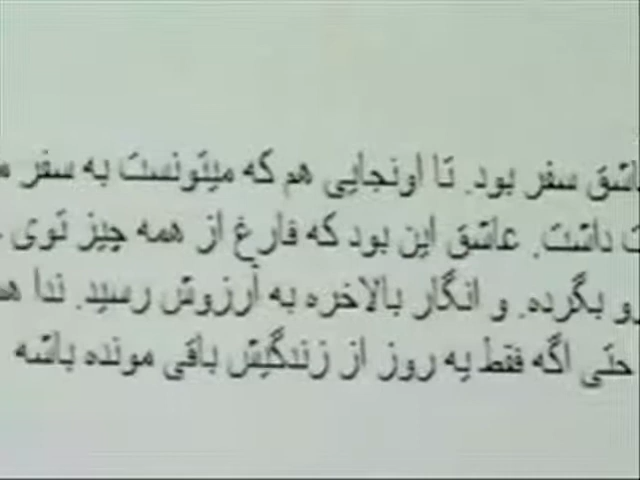 عاشق سفر بود. تا اونجایی هم که میتونست به سفر
داشت. عاشق این بود که فارغ از همه چیز توی
رو بگرده. و انگار بالاخره به آرزوش رسید. ندا
حتی اگه فقط یه روز از زندگیش باقی مونده باشه